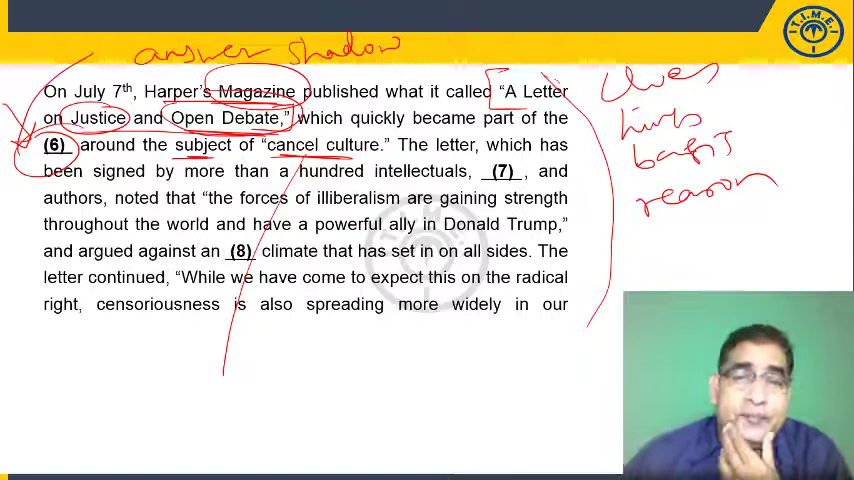 I.T.I.M.E.I
answer shadow
On July 7th, Harper's Magazine published what it called “A Letter
on Justice and Open Debate,” which quickly became part of the
(6) around the subject of “cancel culture.” The letter, which has
been signed by more than a hundred intellectuals, (7) , and
authors, noted that “the forces of illiberalism are gaining strength
throughout the world and have a powerful ally in Donald Trump,”
and argued against an (8) climate that has set in on all sides. The
letter continued, “While we have come to expect this on the radical
right, censoriousness is also spreading more widely in our
clues
hints
basis
reason